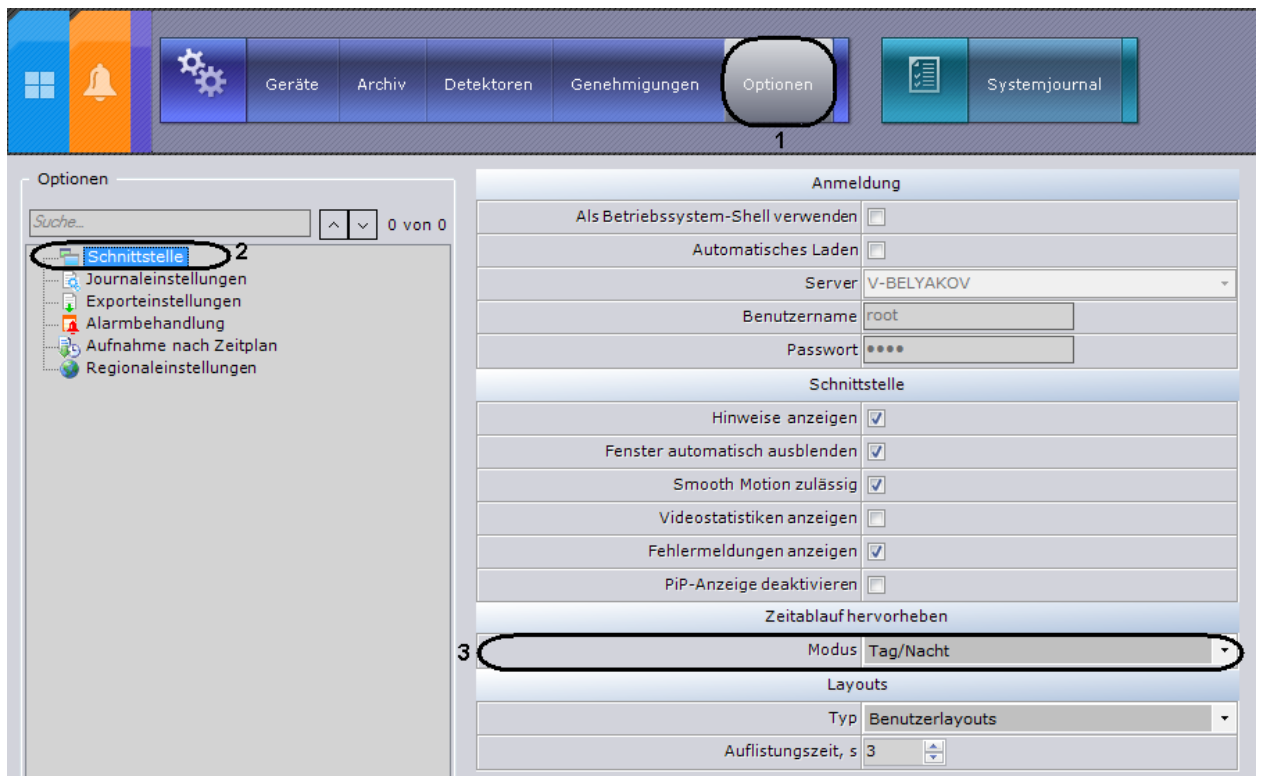 Geräte Archiv Detektoren Genehmigungen Optionen Systemjournal
1
Optionen
Suche...
0 von 0
Schnittstelle 2
Journaleinstellungen
Exporteinstellungen
Alarmbehandlung
Aufnahme nach Zeitplan
Regionaleinstellungen
Anmeldung
Als Betriebssystem-Shell verwenden
Automatisches Laden
Server V-BELYAKOV
Benutzername root
Passwort ●●●●
Schnittstelle
Hinweise anzeigen
Fenster automatisch ausblenden
Smooth Motion zulässig
Videostatistiken anzeigen
Fehlermeldungen anzeigen
PiP-Anzeige deaktivieren
Zeitablauf hervorheben
3 Modus Tag/Nacht
Layouts
Typ Benutzerlayouts
Auflistungszeit, s 3